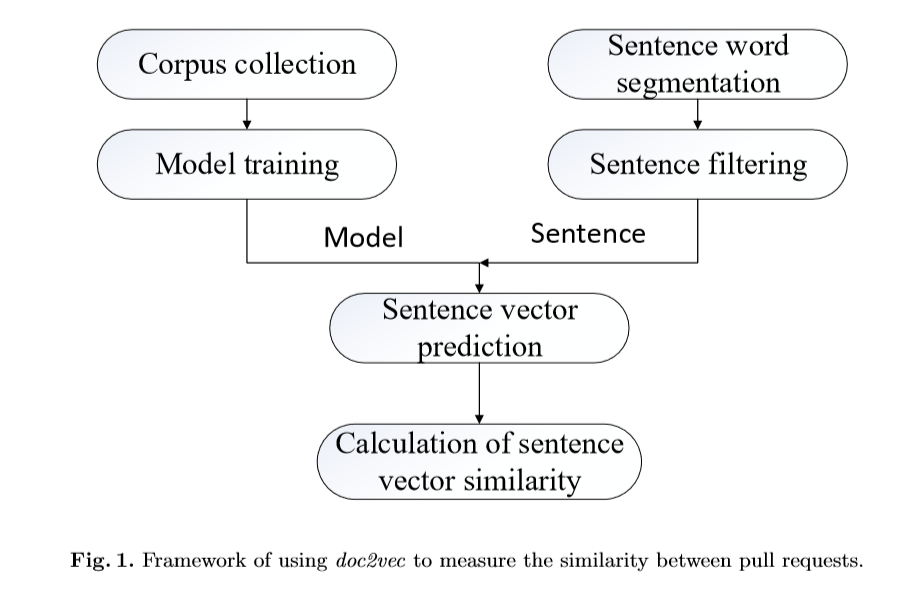 Corpus collection
Sentence word
segmentation
Model training
Sentence filtering
Model
Sentence
Sentence vector
prediction
Calculation of sentence
vector similarity
Fig. 1. Framework of using doc2vec to measure the similarity between pull requests.